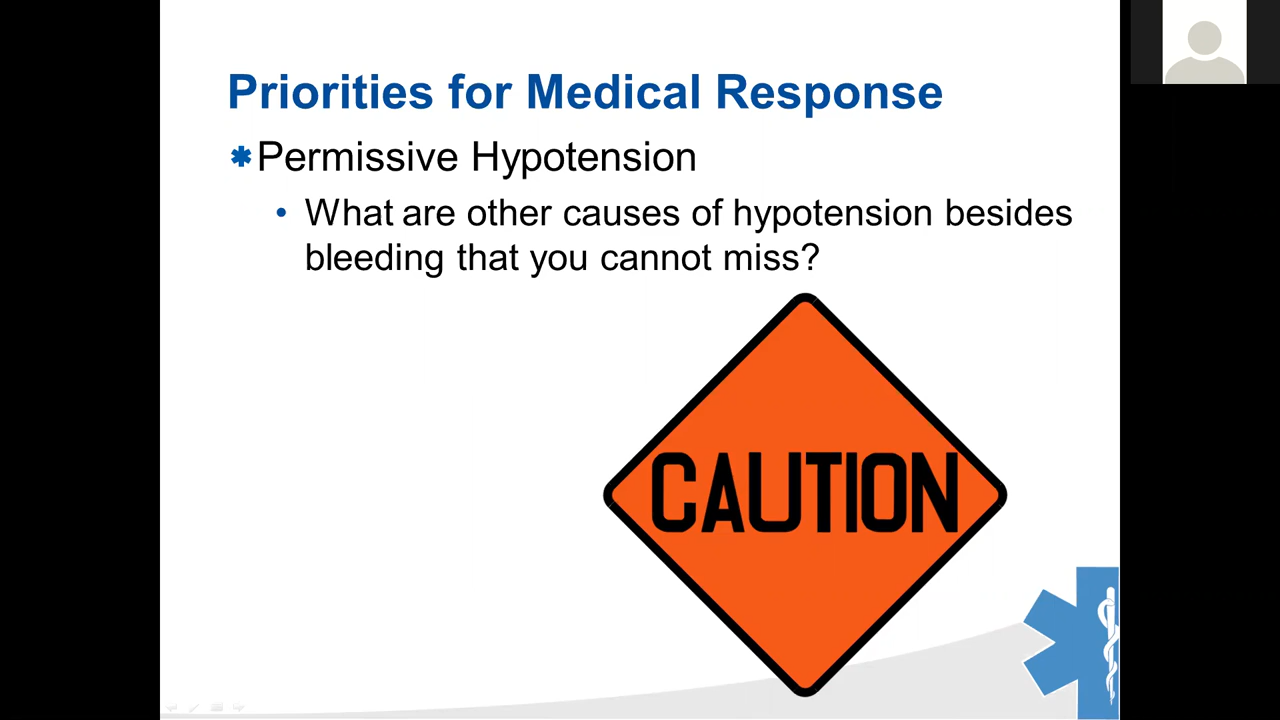 Priorities for Medical Response
Permissive Hypotension
What are other causes of hypotension besides
bleeding that you cannot miss?
CAUTION